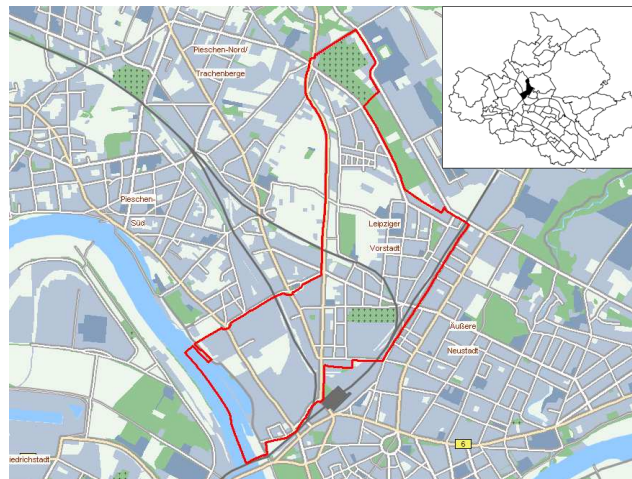 Pieschen-Nord/
Trachenberge
Pieschen-
Süd
Leipziger
Vorstadt
Äußere
Neustadt
6
iedrichstadt